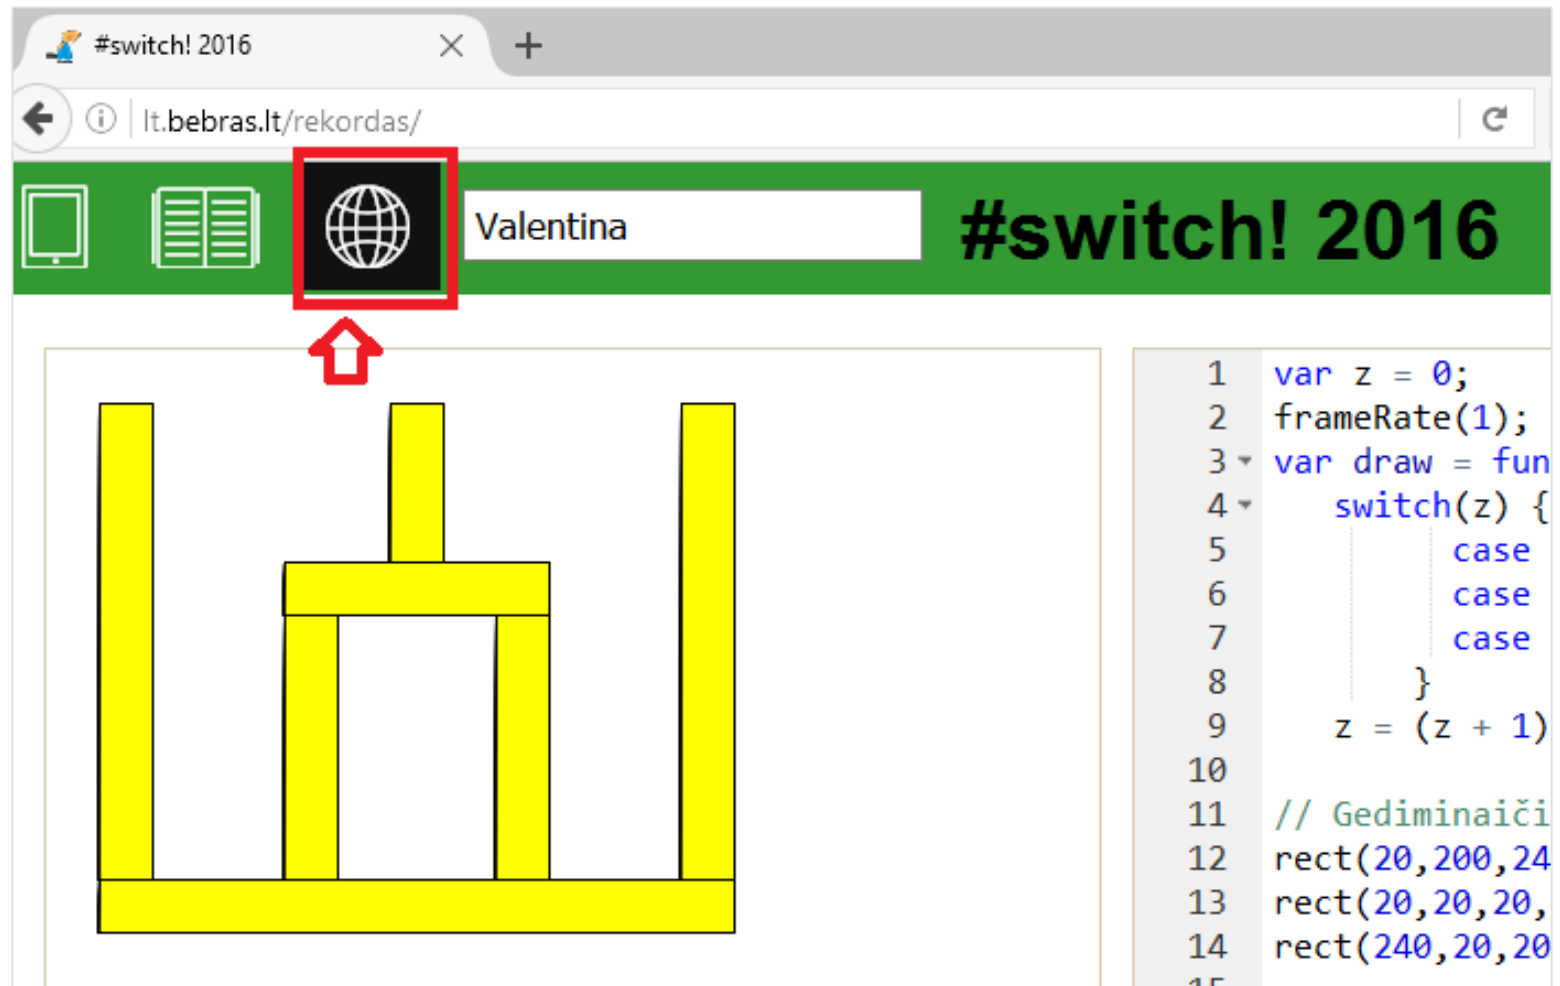 #switch! 2016
lt.bebras.lt/rekordas/
Valentina
#switch! 2016
1 var z = 0;
2 frameRate(1);
3 var draw = fun
4 switch(z) {
5 case
6 case
7 case
8 }
9 z = (z + 1)
10
11 // Gediminaiči
12 rect(20,200,24
13 rect(20,20,20,
14 rect(240,20,20
15